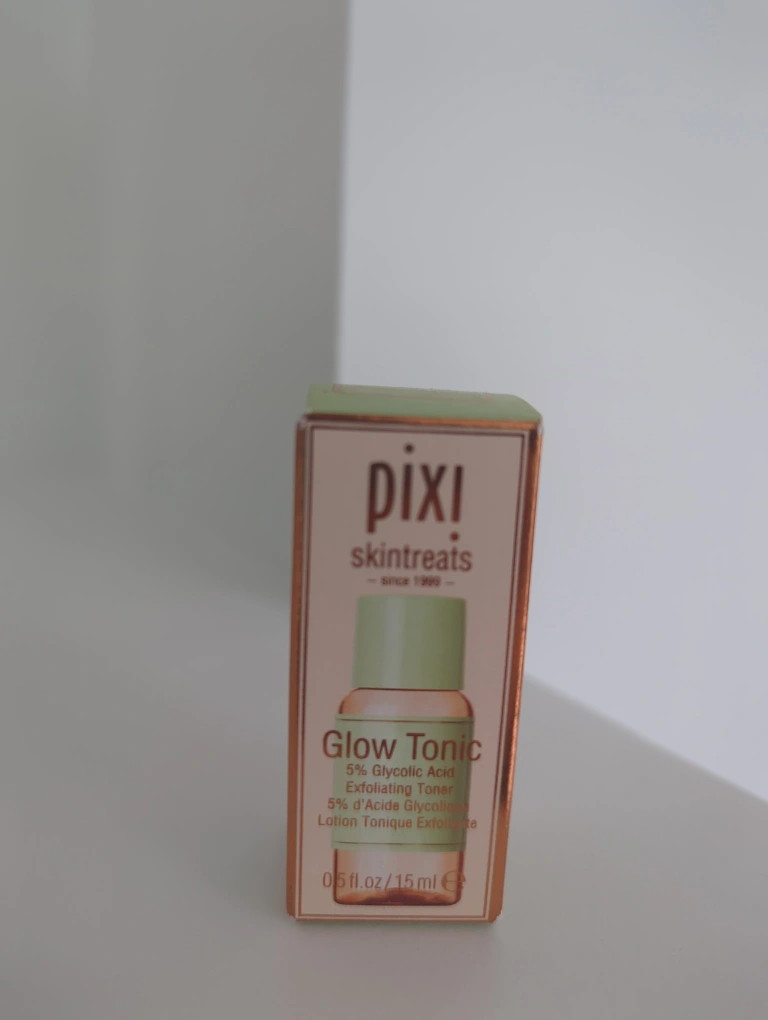 pixi
skintreats
– since 1999 –
Glow Tonic
5% Glycolic Acid
Exfoliating Toner
5% d'Acide Glycolique
Lotion Tonique Exfoliante
0.5 fl.oz / 15 ml ℮